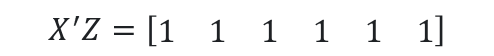 X′Z = [1 1 1 1 1 1]